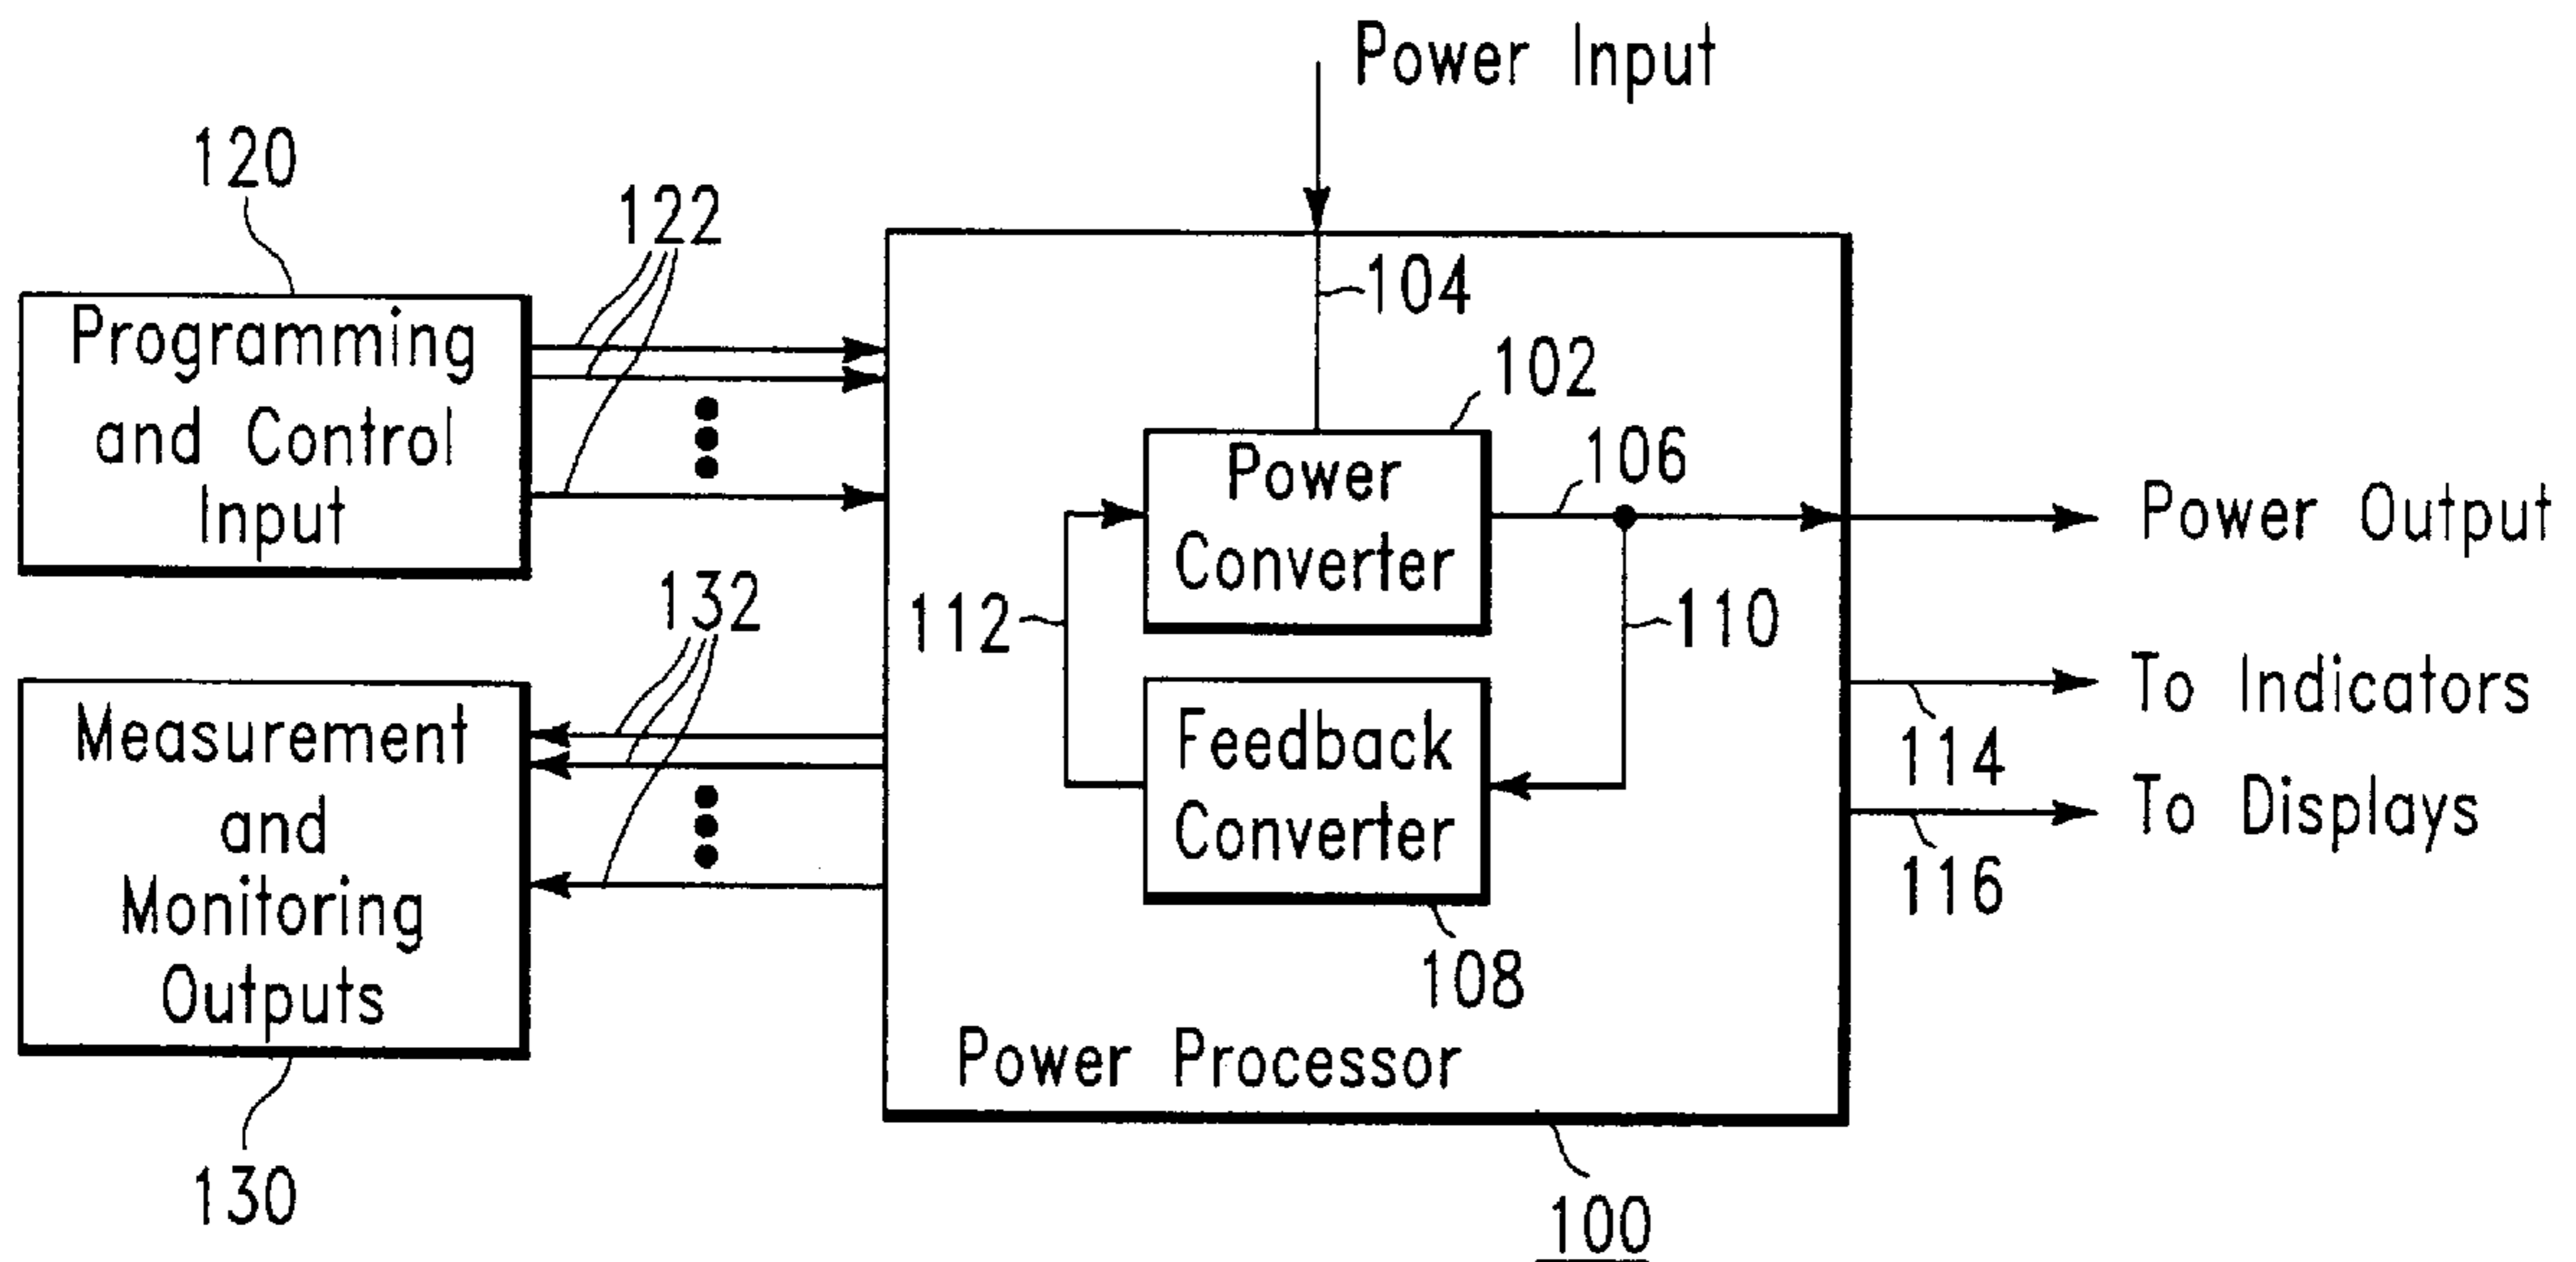 Power Input
120
122
104
Programming
and Control
Input
102
Power
Converter
106
Power Output
112
110
132
To Indicators
114
Measurement
and
Monitoring
Outputs
Feedback
Converter
To Displays
116
108
Power Processor
130
100